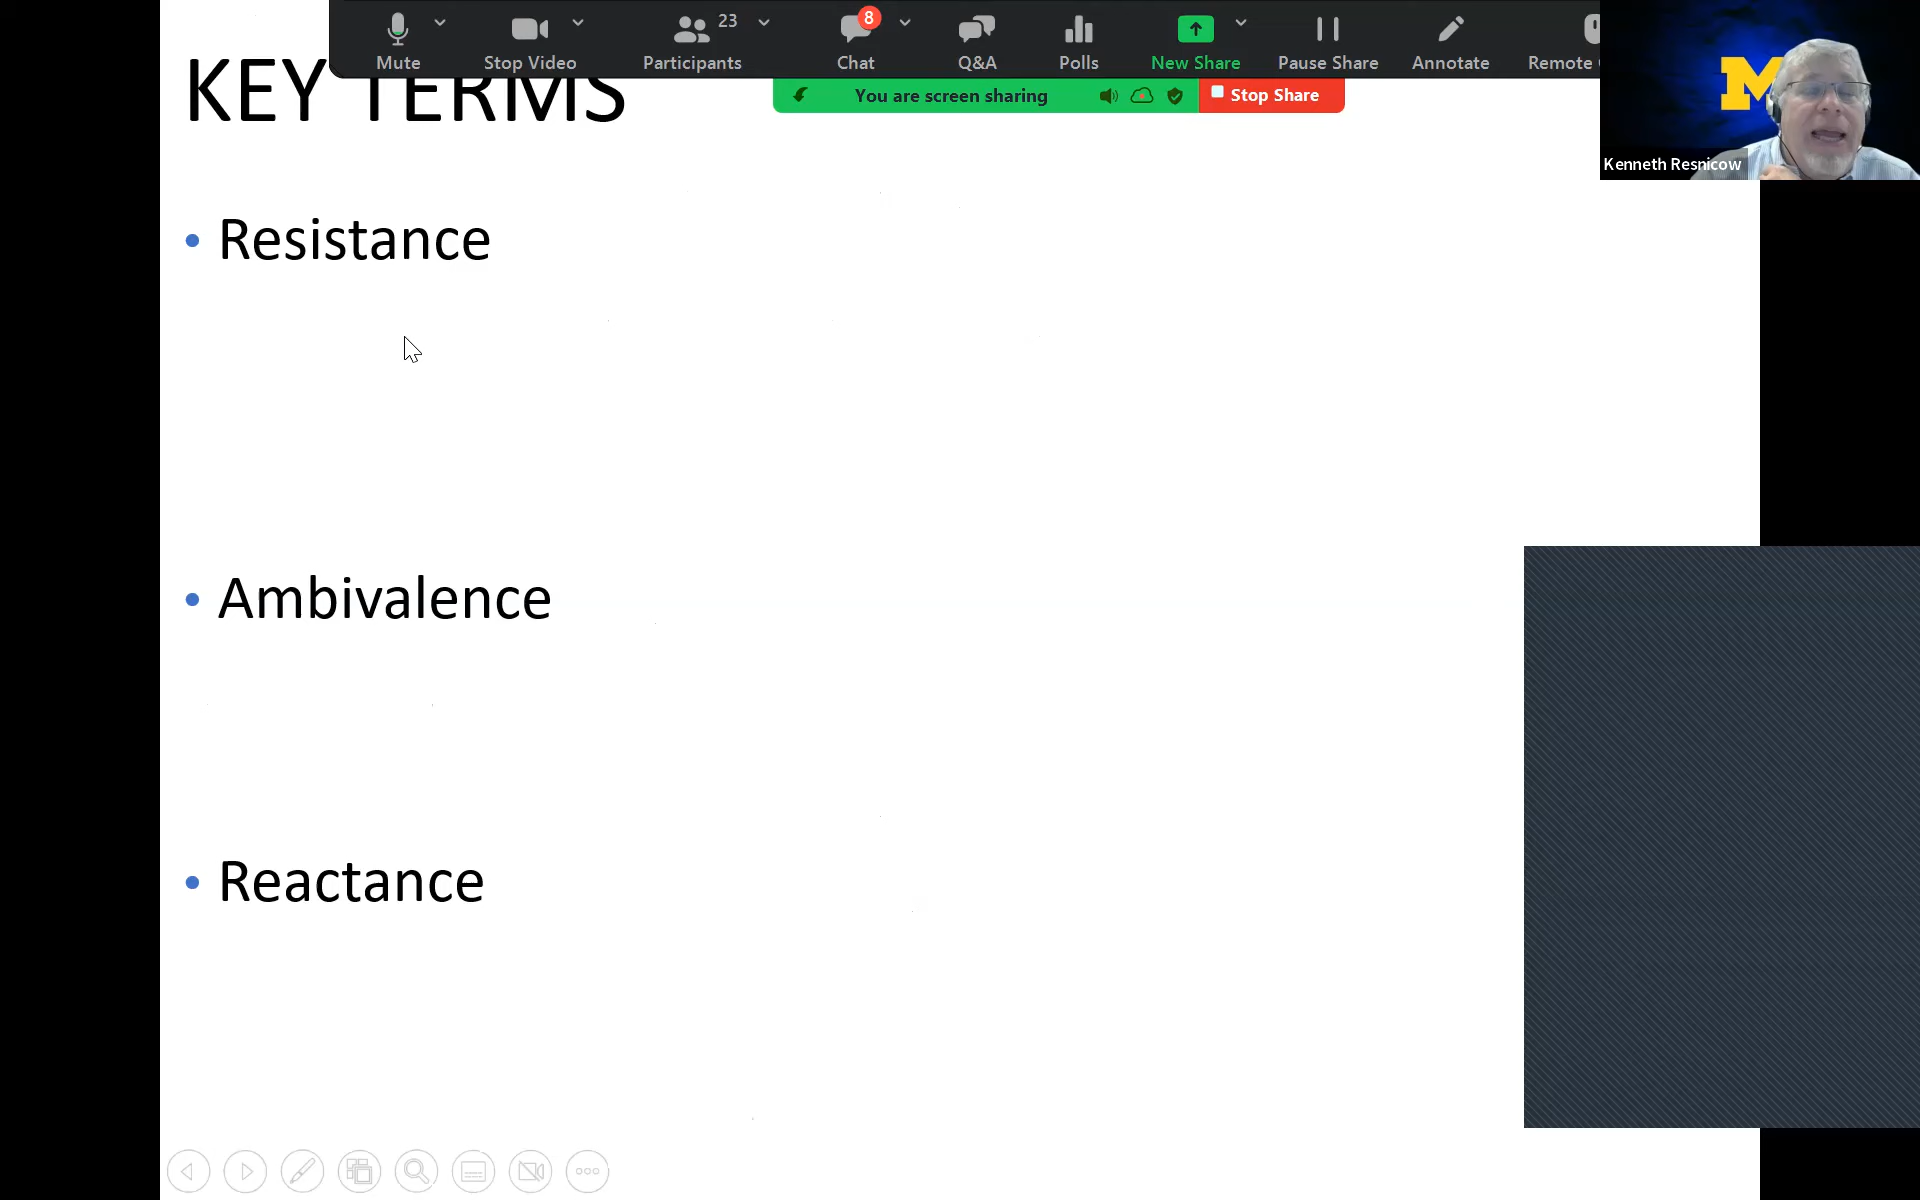 23
8
Mute
Stop Video
Participants
Chat
Q&A
Polls
New Share
Pause Share
Annotate
Remote
You are screen sharing
Stop Share
M
Kenneth Resnicow
KEY TERMS
• Resistance
• Ambivalence
• Reactance